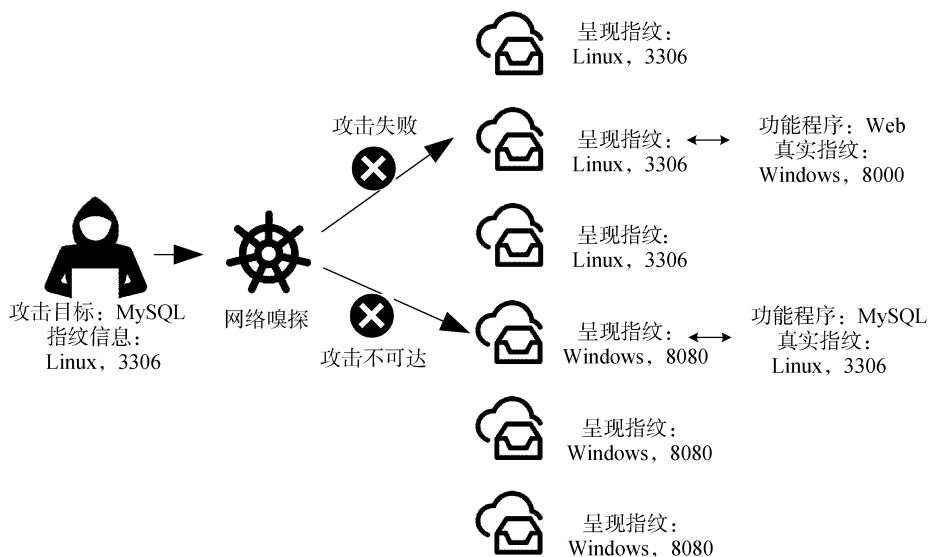 呈现指纹：
Linux，3306
攻击失败
呈现指纹：
Linux，3306
功能程序：Web
真实指纹：
Windows，8000
呈现指纹：
Linux，3306
攻击目标：MySQL
指纹信息：
Linux，3306
网络嗅探
攻击不可达
呈现指纹：
Windows，8080
功能程序：MySQL
真实指纹：
Linux，3306
呈现指纹：
Windows，8080
呈现指纹：
Windows，8080